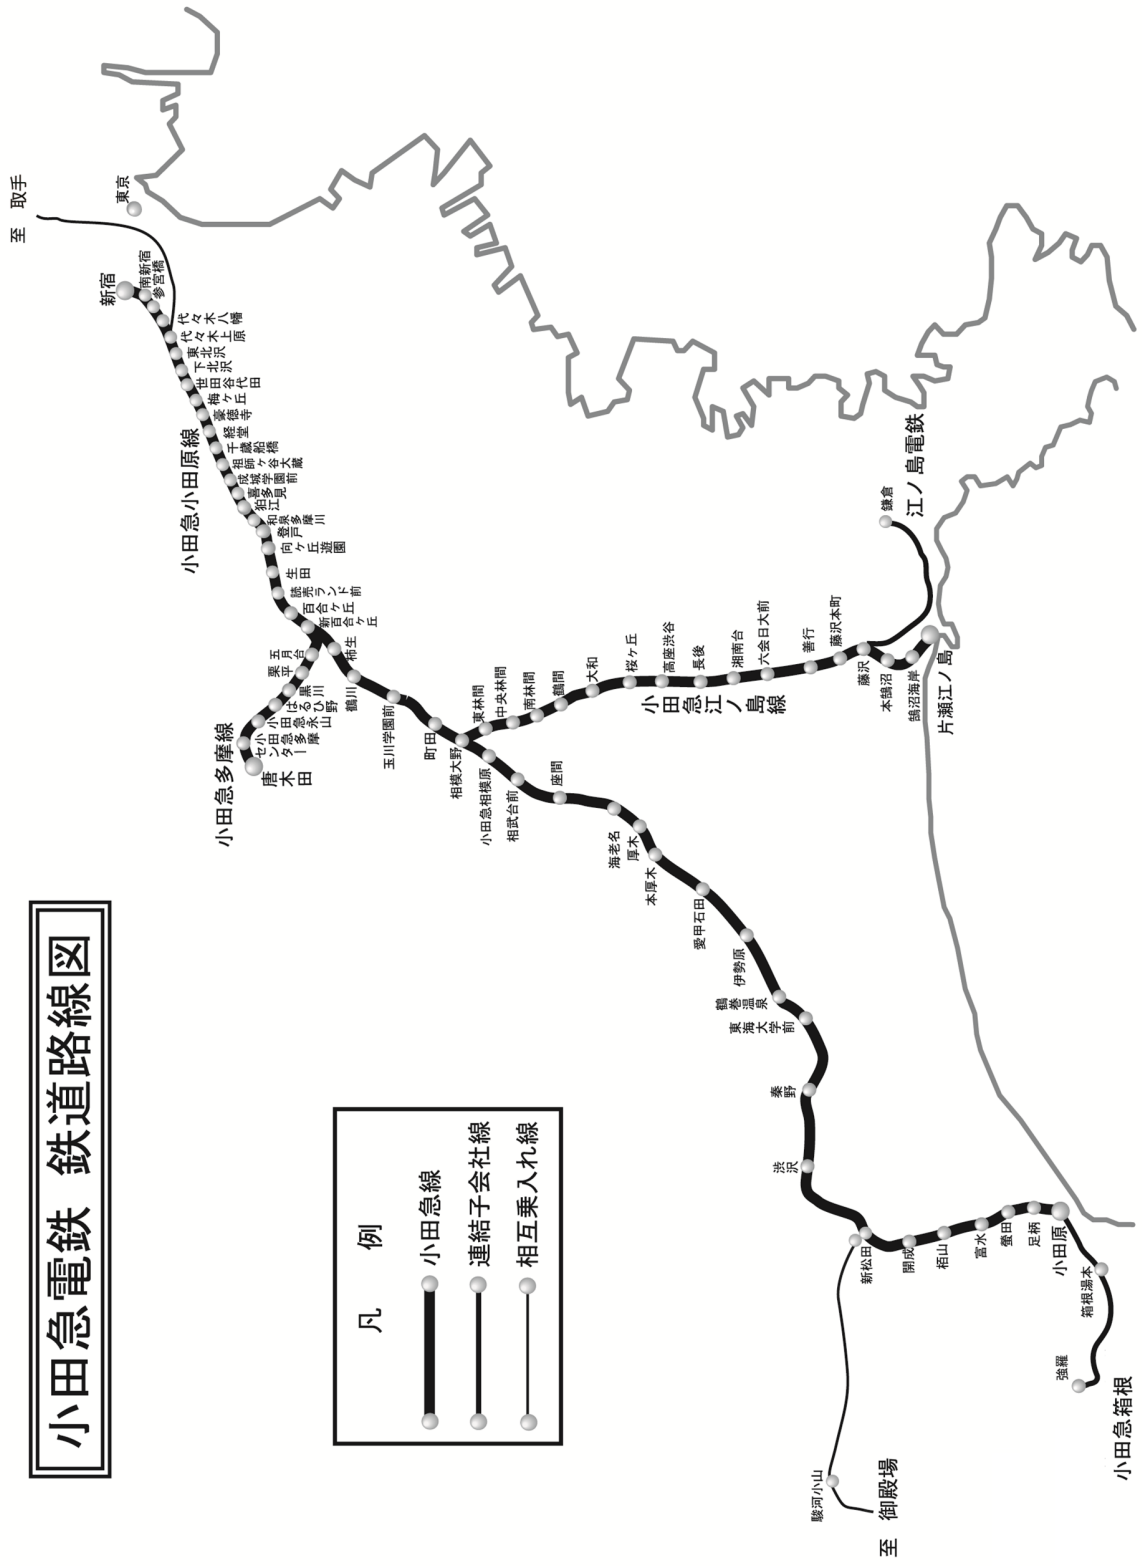 小田急電鉄 鉄道路線図
凡 例
小田急線
連結子会社線
相互乗入れ線
至 取手
東京
新宿
南新宿
参宮橋
代々木八幡
代々木上原
東北沢
下北沢
世田谷代田
梅ヶ丘
豪徳寺
経堂
千歳船橋
祖師ヶ谷大蔵
成城学園前
喜多見
狛江
和泉多摩川
登戸
向ヶ丘遊園
生田
読売ランド前
百合ヶ丘
新百合ヶ丘
小田急小田原線
五月台
栗平
黒川
はるひ野
小田急永山
小田急多摩センター
唐木田
小田急多摩線
柿生
鶴川
玉川学園前
町田
相模大野
小田急相模原
相武台前
座間
海老名
厚木
本厚木
愛甲石田
伊勢原
鶴巻温泉
東海大学前
秦野
渋沢
新松田
開成
栢山
富水
螢田
足柄
小田原
箱根湯本
強羅
小田急箱根
駿河小山
至 御殿場
東林間
中央林間
南林間
鶴間
大和
桜ヶ丘
高座渋谷
長後
湘南台
六会日大前
善行
藤沢本町
藤沢
本鵠沼
鵠沼海岸
片瀬江ノ島
小田急江ノ島線
鎌倉
江ノ島電鉄